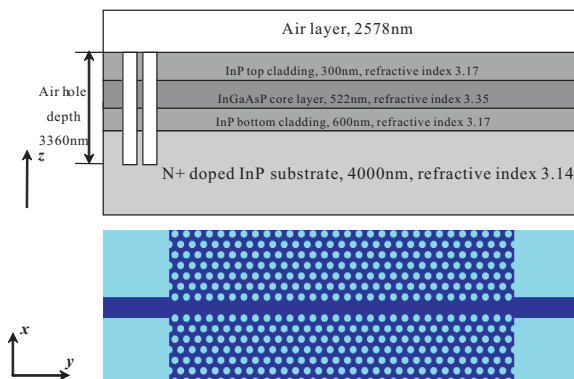 Air layer, 2578nm
InP top cladding, 300nm, refractive index 3.17
Air hole
InGaAsP core layer, 522nm, refractive index 3.35
depth
InP bottom cladding, 600nm, refractive index 3.17
3360nm
z
N+ doped InP substrate, 4000nm, refractive index 3.14
x
y